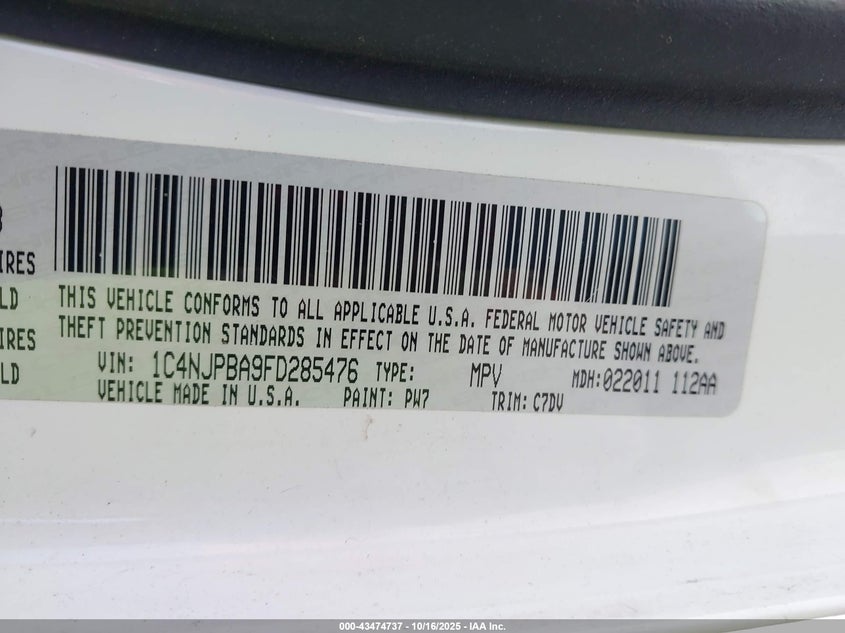 8
IRES
LD
IRES
LD
THIS VEHICLE CONFORMS TO ALL APPLICABLE U.S.A. FEDERAL MOTOR VEHICLE SAFETY AND
THEFT PREVENTION STANDARDS IN EFFECT ON THE DATE OF MANUFACTURE SHOWN ABOVE.
VIN: 1C4NJPBA9FD285476 TYPE: MPV MDH:022011 112AA
VEHICLE MADE IN U.S.A. PAINT: PW7 TRIM: C7DV
000-43474737 - 10/16/2025 - IAA Inc.